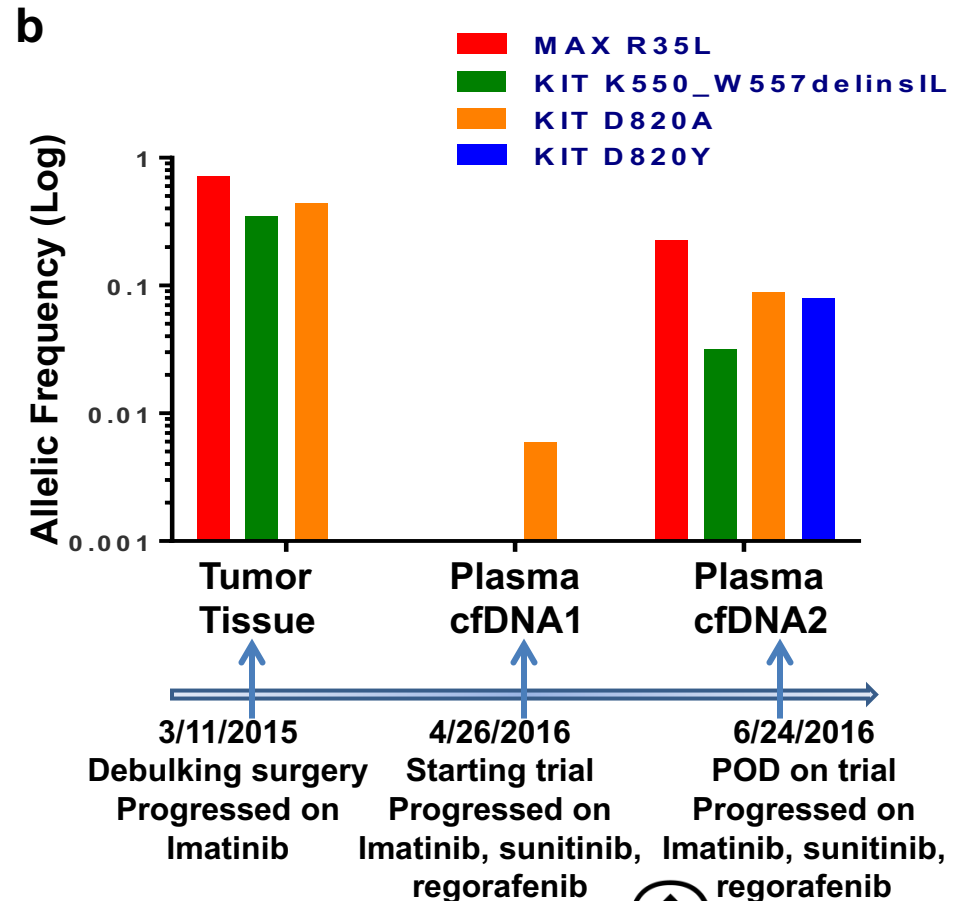 b
MAX R35L
KIT K550_W557delinsIL
KIT D820A
KIT D820Y
Allelic Frequency (Log)
1
0.1
0.01
0.001
Tumor Tissue
Plasma cfDNA1
Plasma cfDNA2
3/11/2015
Debulking surgery
Progressed on
Imatinib
4/26/2016
Starting trial
Progressed on
Imatinib, sunitinib,
regorafenib
6/24/2016
POD on trial
Progressed on
Imatinib, sunitinib,
regorafenib